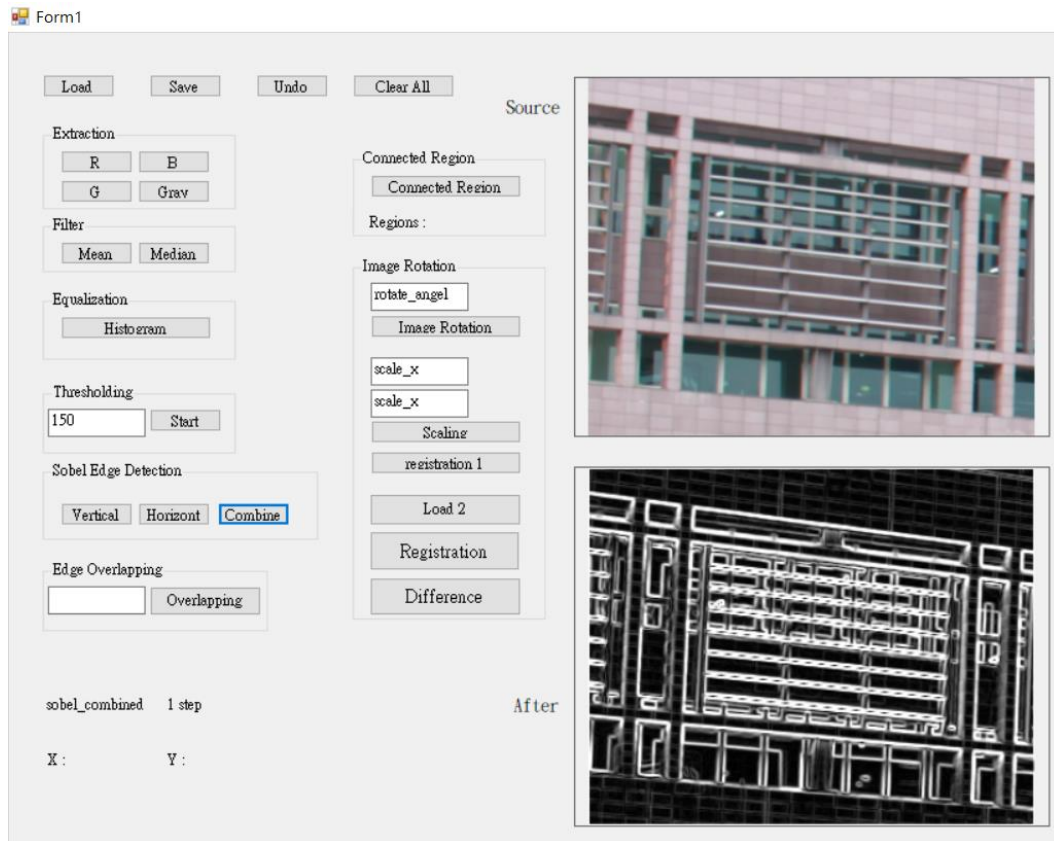 Form1
Load Save Undo Clear All
Source
Extraction
R B
G Gray
Filter
Mean Median
Equalization
Histogram
Thresholding
150 Start
Sobel Edge Detection
Vertical Horizont Combine
Edge Overlapping
Overlapping
Connected Region
Connected Region
Regions :
Image Rotation
rotate_angel
Image Rotation
scale_x
scale_x
Scaling
registration 1
Load 2
Registration
Difference
sobel_combined 1 step
After
X : Y :